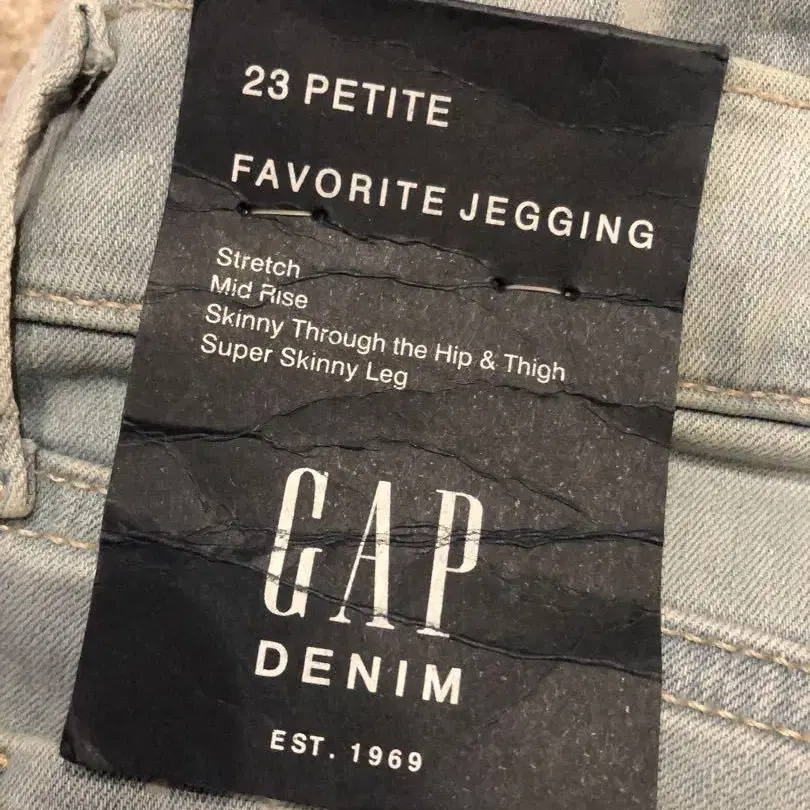 23 PETITE
FAVORITE JEGGING
Stretch
Mid Rise
Skinny Through the Hip & Thigh
Super Skinny Leg
GAP
DENIM
EST. 1969